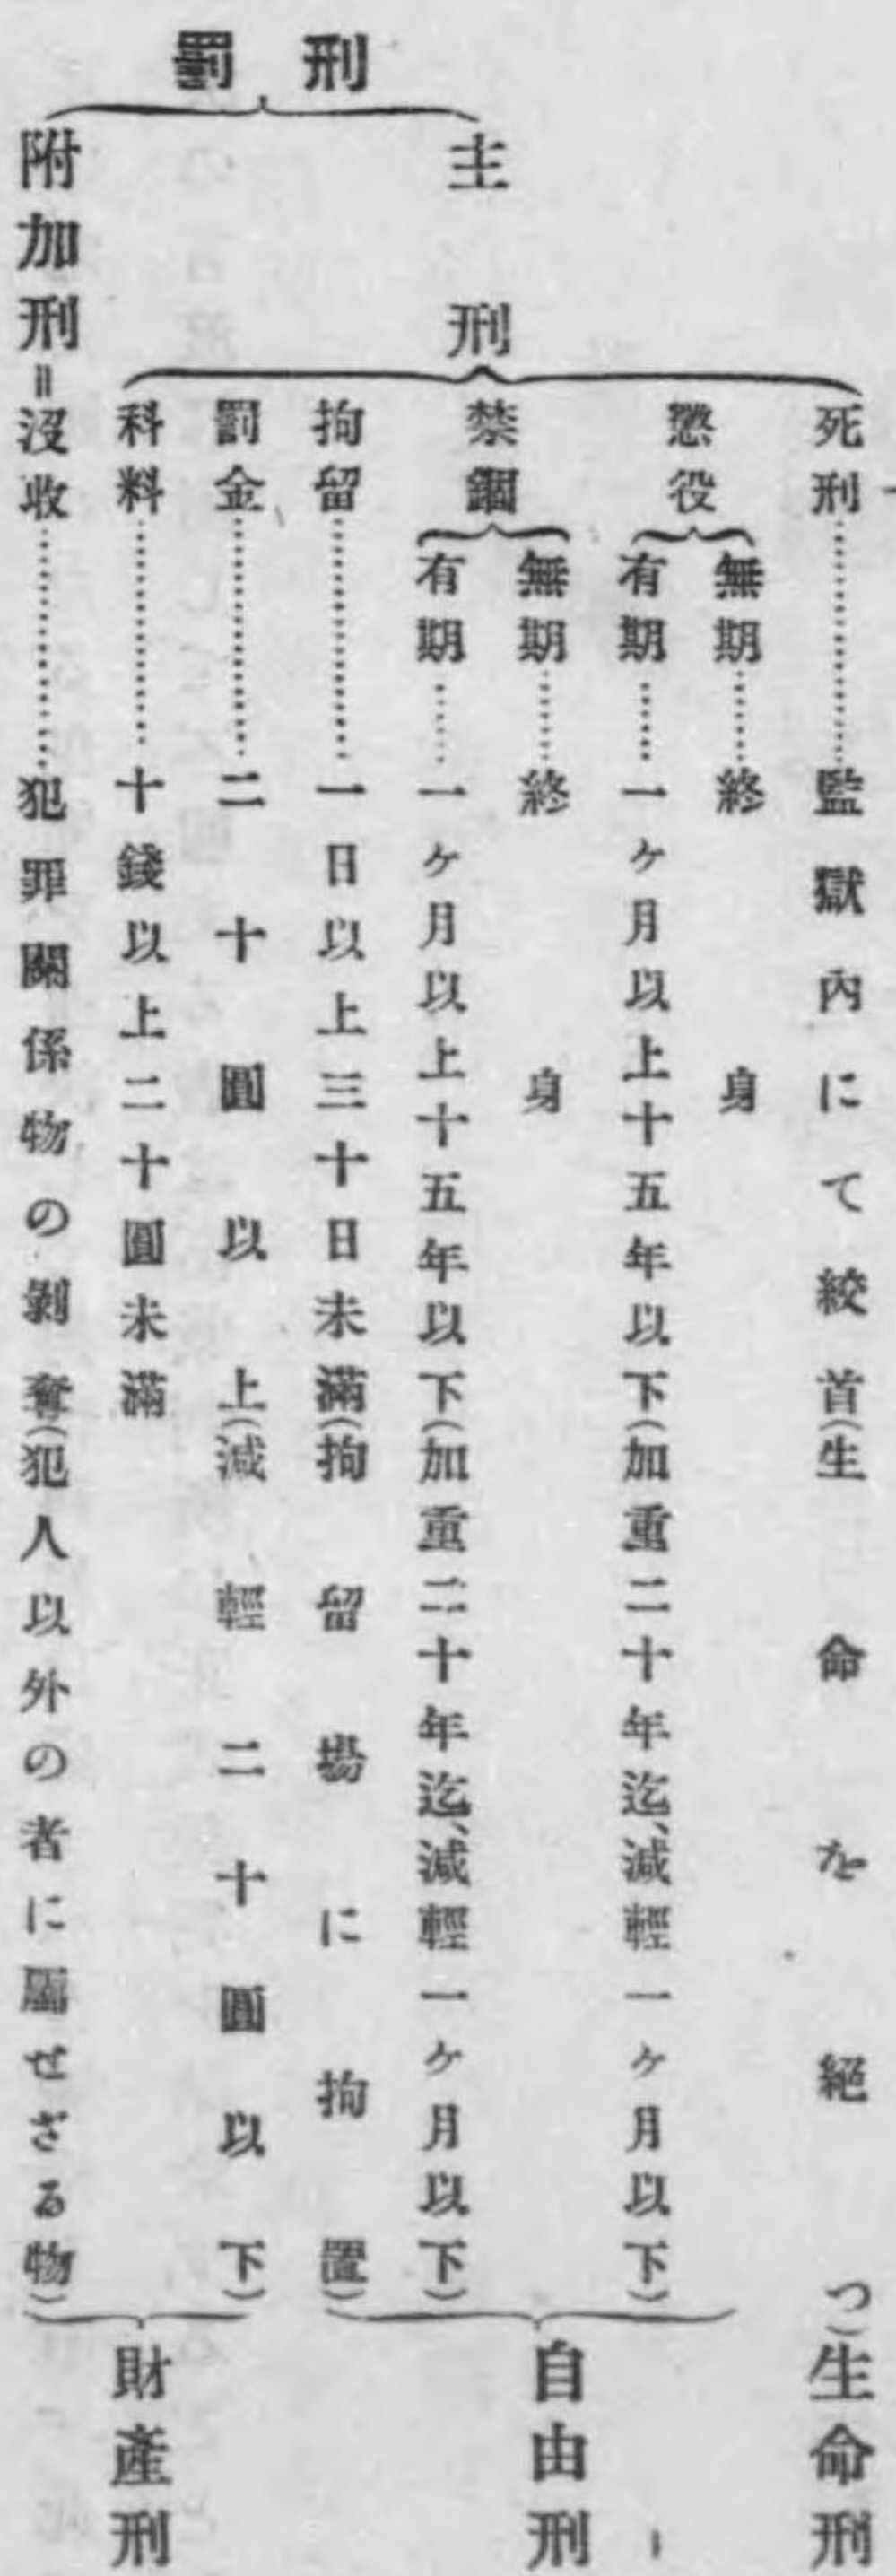 刑罰
主刑
死刑………監獄內にて絞首(生命を絕つ)生命刑
懲役
無期……終身
有期……一ヶ月以上十五年以下(加重二十年迄、減輕一ヶ月以下)
禁錮
無期……終身
有期……一ヶ月以上十五年以下(加重二十年迄、減輕一ヶ月以下)
拘留………一日以上三十日未滿(拘留場に拘置)
自由刑
罰金………二十圓以上(減輕二十圓以下)
科料………十錢以上二十圓未滿
附加刑=沒收………犯罪關係物の剝奪(犯人以外の者に屬せざる物)
財產刑